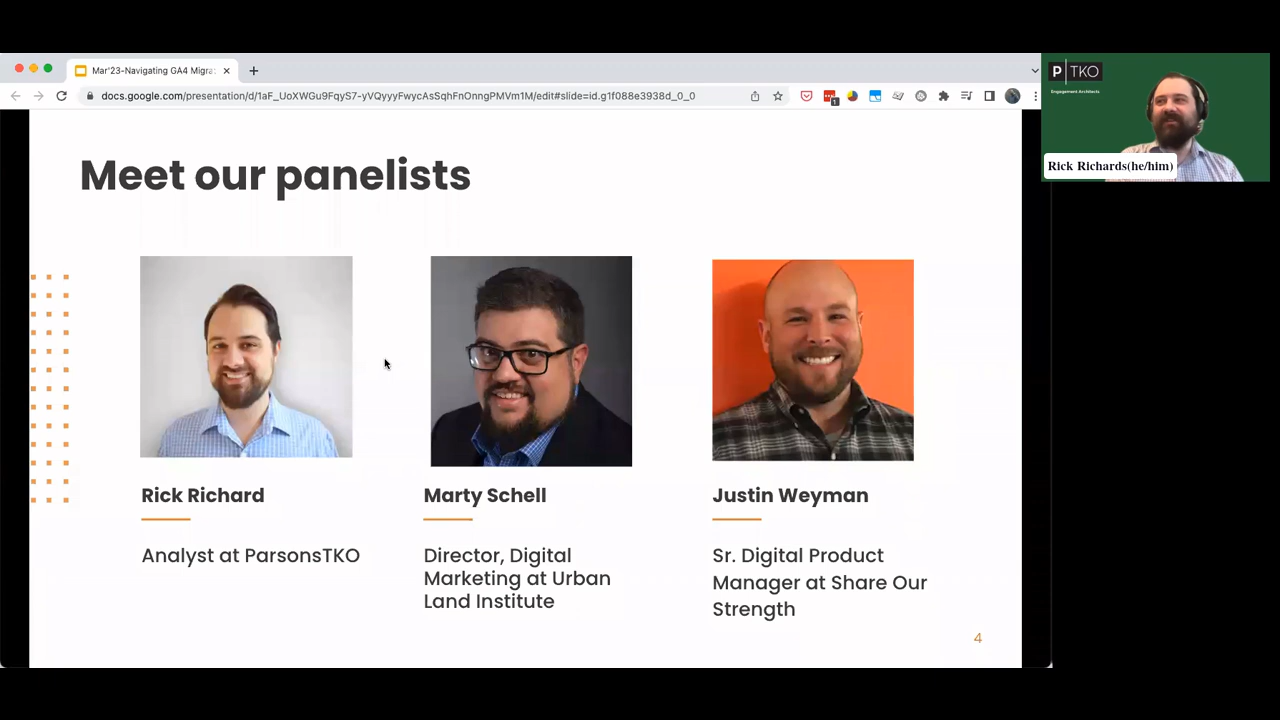 Mar'23-Navigating GA4 Migra
docs.google.com/presentation/d/1aF_UoXWGu9FqyS7-vVQvyvFwycAsSqhFnOnngPMVm1M/edit#slide=id.g1f088e3938d_0_0
1
P TKO
Engagement Architects.
Rick Richards(he/him)
Meet our panelists
Rick Richard
Analyst at ParsonsTKO
Marty Schell
Director, Digital
Marketing at Urban
Land Institute
Justin Weyman
Sr. Digital Product
Manager at Share Our
Strength
4